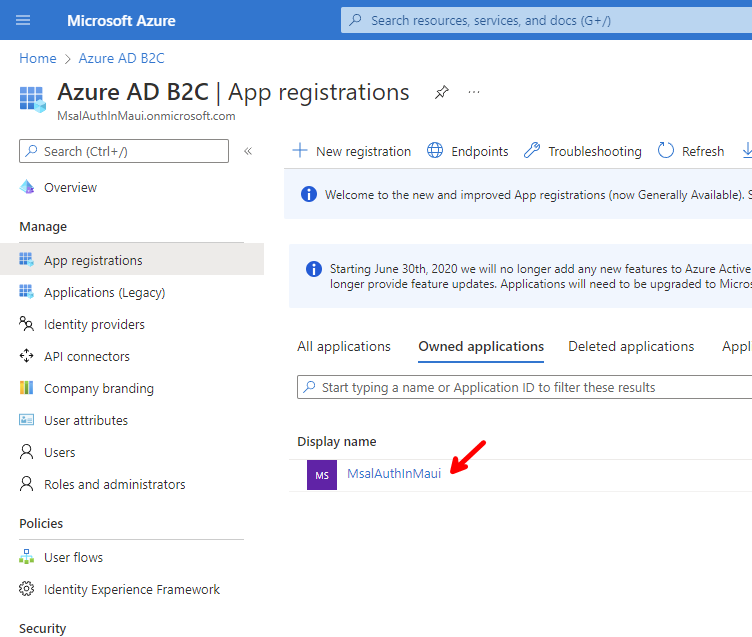 Microsoft Azure
Search resources, services, and docs (G+/)
Home > Azure AD B2C
Azure AD B2C | App registrations
MsalAuthInMaui.onmicrosoft.com
Search (Ctrl+/)
«
Overview
Manage
App registrations
Applications (Legacy)
Identity providers
API connectors
Company branding
User attributes
Users
Roles and administrators
Policies
User flows
Identity Experience Framework
Security
New registration
Endpoints
Troubleshooting
Refresh
Welcome to the new and improved App registrations (now Generally Available). S
Starting June 30th, 2020 we will no longer add any new features to Azure Active
longer provide feature updates. Applications will need to be upgraded to Micros
All applications
Owned applications
Deleted applications
Appl
Start typing a name or Application ID to filter these results
Display name
MS
MsalAuthInMaui